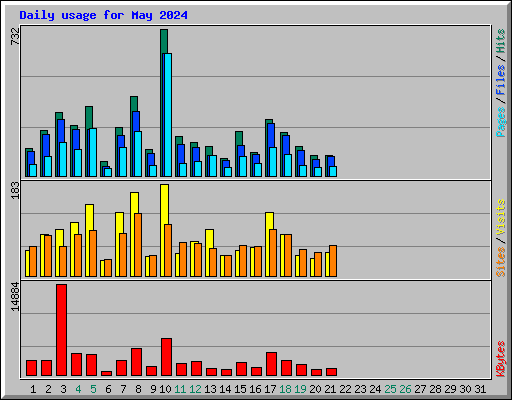 Daily usage for May 2024
732
Pages / Files / Hits
183
Sites / Visits
14884
KBytes
1 2 3 4 5 6 7 8 9 10 11 12 13 14 15 16 17 18 19 20 21 22 23 24 25 26 27 28 29 30 31